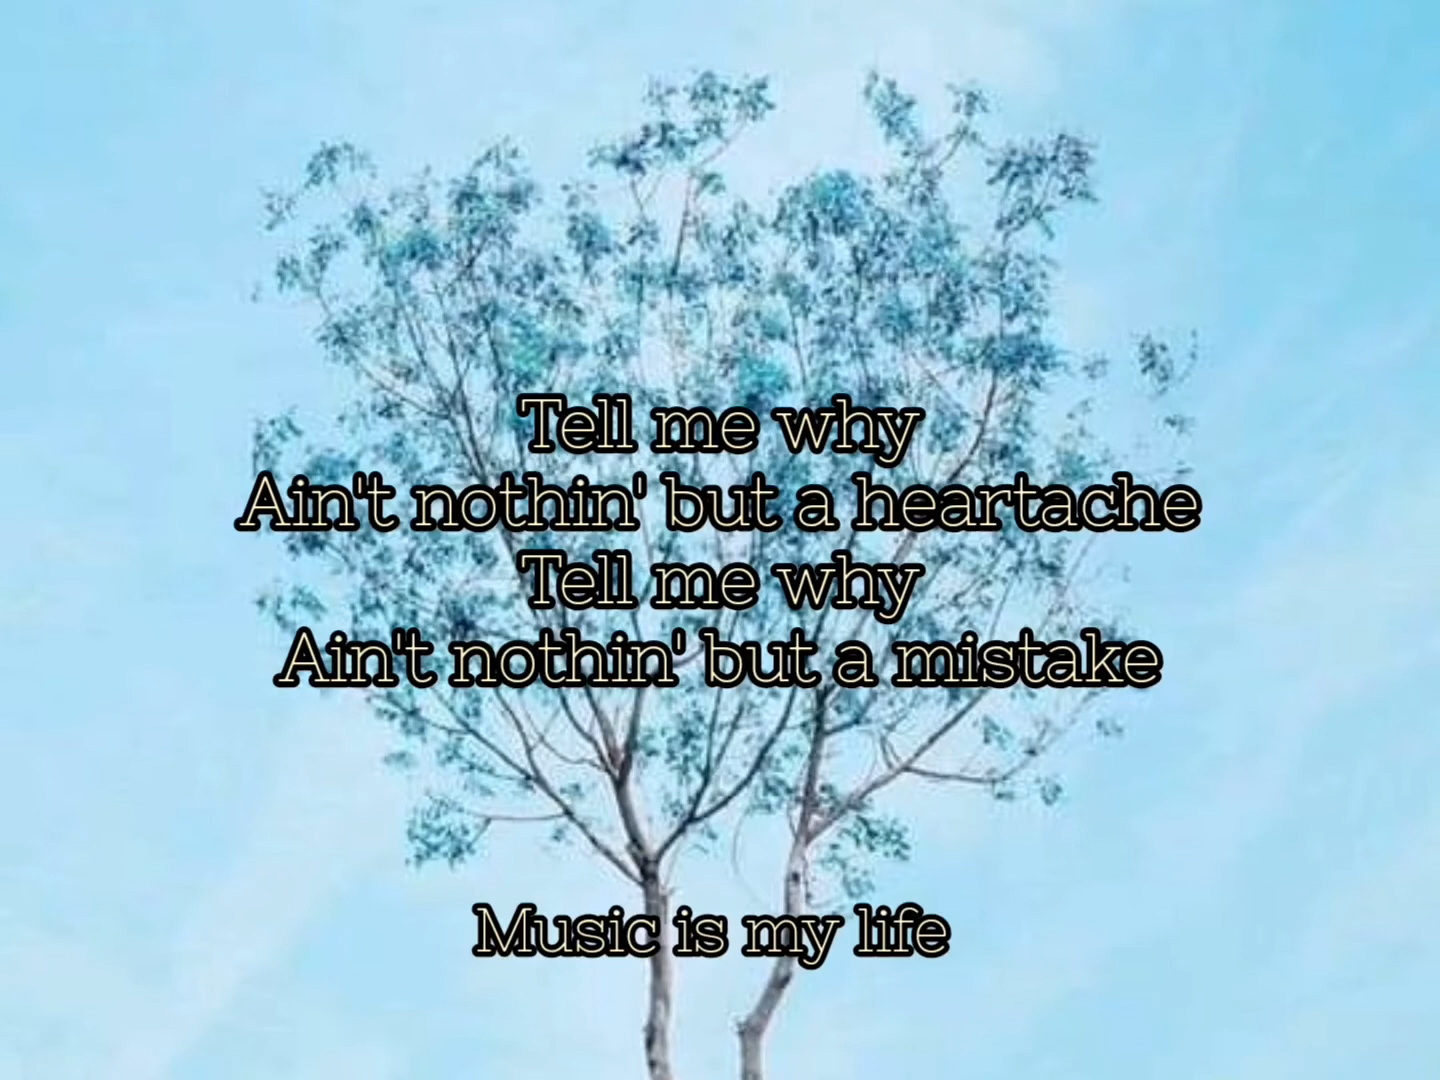 Tell me why
Ain't nothin' but a heartache
Tell me why
Ain't nothin' but a mistake
Music is my life